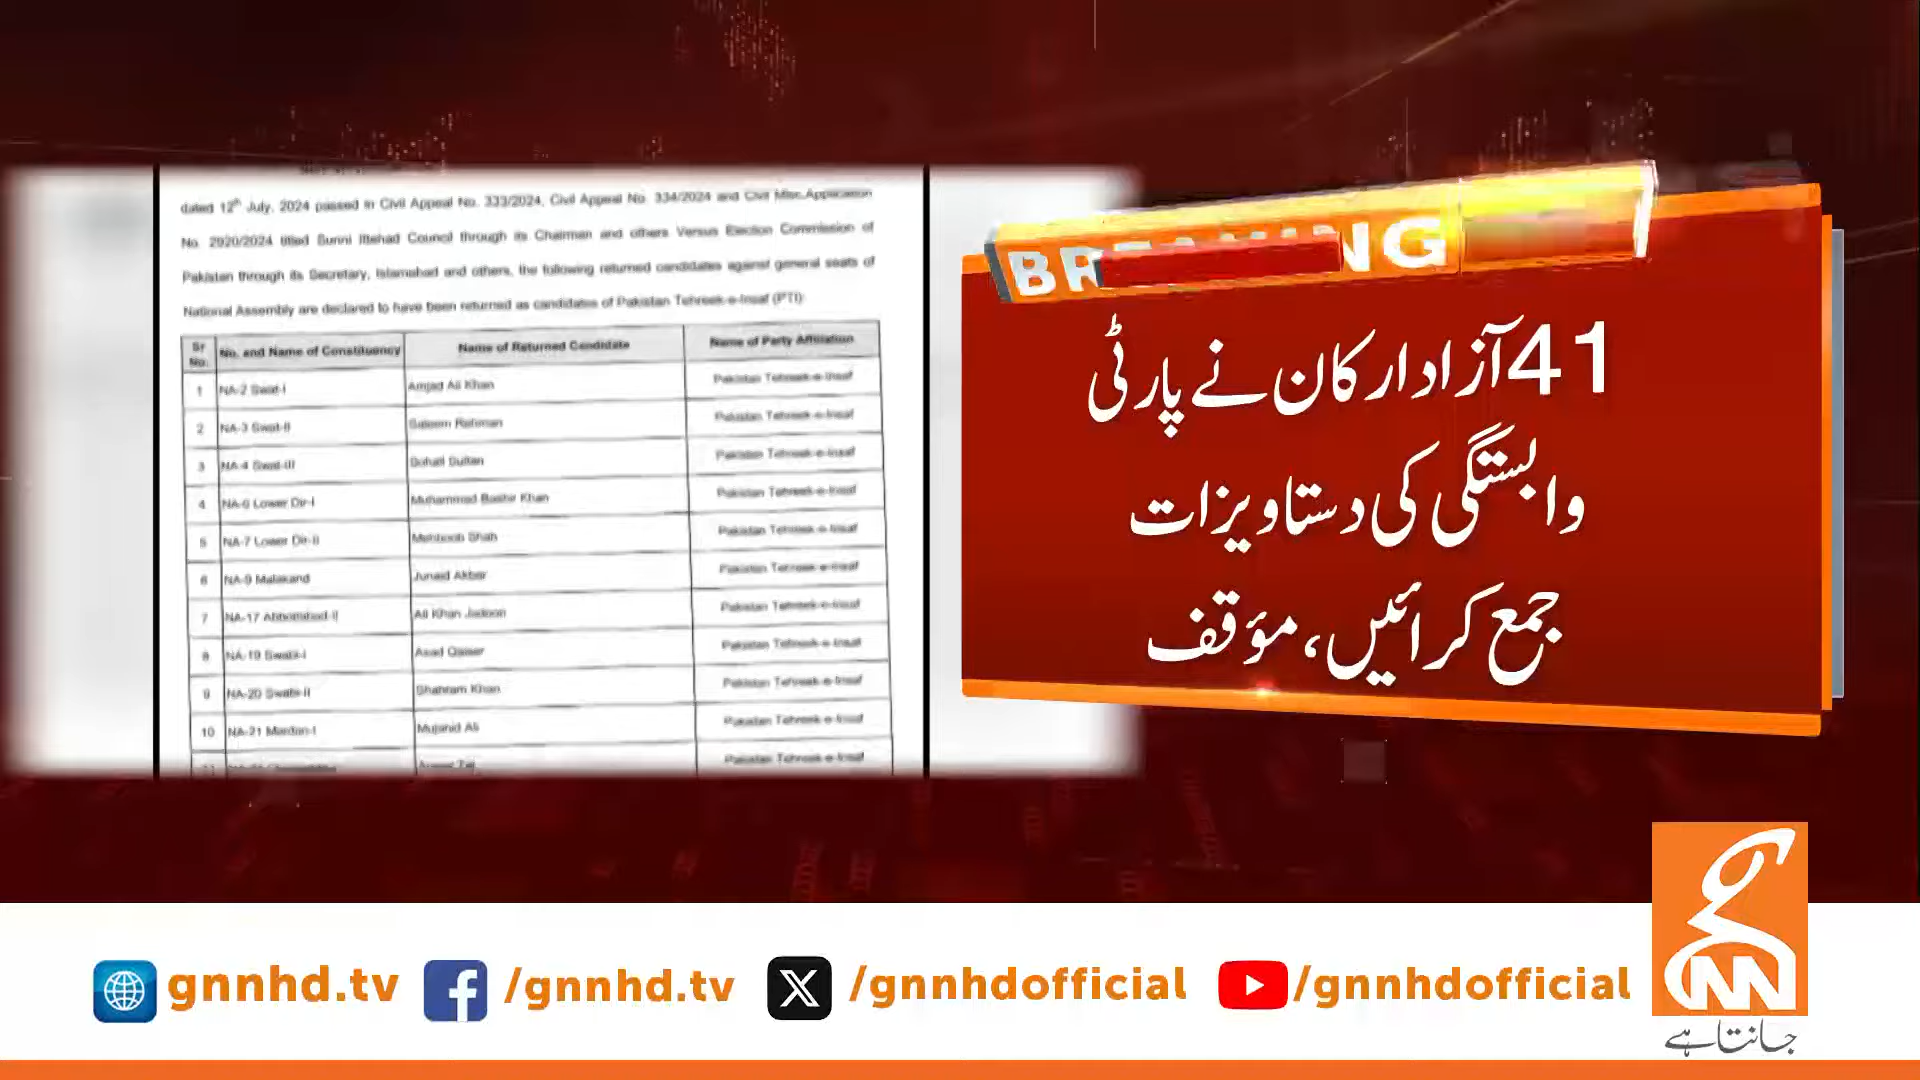 dated 12th July, 2024 passed in Civil Appeal No. 333/2024, Civil Appeal No. 334/2024 and Civil Misc.Application
No. 2920/2024 titled Sunni Ittehad Council through its Chairman and others Versus Election Commission of
Pakistan through its Secretary, Islamabad and others, the following returned candidates against general seats of
National Assembly are declared to have been returned as candidates of Pakistan Tehreek-e-Insaf (PTI):
Sr No. No. and Name of Constituency Name of Returned Candidate Name of Party Affiliation
1 NA-2 Swat-I Amjad Ali Khan Pakistan Tehreek-e-Insaf
2 NA-3 Swat-II Saleem Rehman Pakistan Tehreek-e-Insaf
3 NA-4 Swat-III Sohail Sultan Pakistan Tehreek-e-Insaf
4 NA-6 Lower Dir-I Muhammad Bashir Khan Pakistan Tehreek-e-Insaf
5 NA-7 Lower Dir-II Mehboob Shah Pakistan Tehreek-e-Insaf
6 NA-9 Malakand Junaid Akbar Pakistan Tehreek-e-Insaf
7 NA-17 Abbottabad-II Ali Khan Jadoon Pakistan Tehreek-e-Insaf
8 NA-19 Swabi-I Asad Qaiser Pakistan Tehreek-e-Insaf
9 NA-20 Swabi-II Shahram Khan Pakistan Tehreek-e-Insaf
10 NA-21 Mardan-I Mujahid Ali Pakistan Tehreek-e-Insaf
Pakistan Tehreek-e-Insaf
BREAKING
41 آزاد ارکان نے پارٹی
وابستگی کی دستاویزات
جمع کرائیں، مؤقف
gnnhd.tv /gnnhd.tv /gnnhdofficial /gnnhdofficial
GNN
جانتا ہے